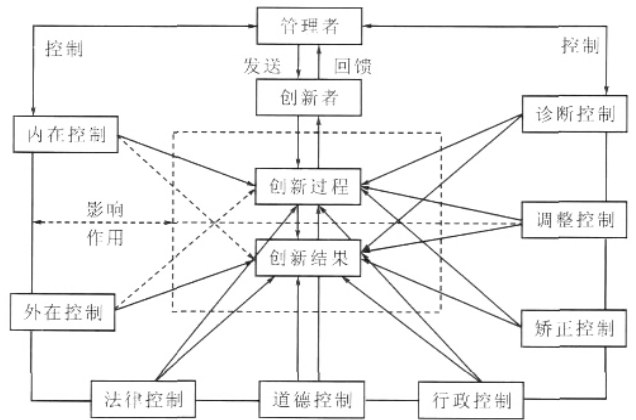 管理者
控制
控制
发送
回馈
创新者
内在控制
诊断控制
创新过程
影响
作用
调整控制
创新结果
外在控制
矫正控制
法律控制
道德控制
行政控制